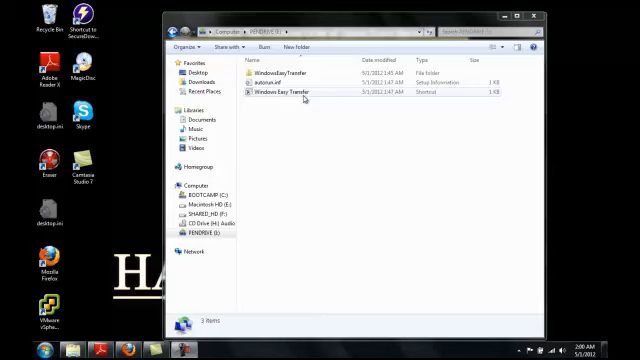 Recycle Bin
Shortcut to SecureDow...
Adobe Reader X
MagicDisc
desktop.ini
Skype
Eraser
Camtasia Studio 7
desktop.ini
Mozilla Firefox
VMware vSphe...
Computer
PENDRIVE (I:)
Search PENDRIVE (I:)
Organize
Share with
Burn
New folder
Name
Date modified
Type
Size
WindowsEasyTransfer
5/1/2012 1:45 AM
File folder
autorun.inf
5/1/2012 1:47 AM
Setup Information
1 KB
Windows Easy Transfer
5/1/2012 1:47 AM
Shortcut
1 KB
Favorites
Desktop
Downloads
Recent Places
Libraries
Documents
Music
Pictures
Videos
Homegroup
Computer
BOOTCAMP (C:)
Macintosh HD (E:)
SHARED_HD (F:)
CD Drive (H:) Audio
PENDRIVE (I:)
Network
3 items
2:00 AM
5/1/2012